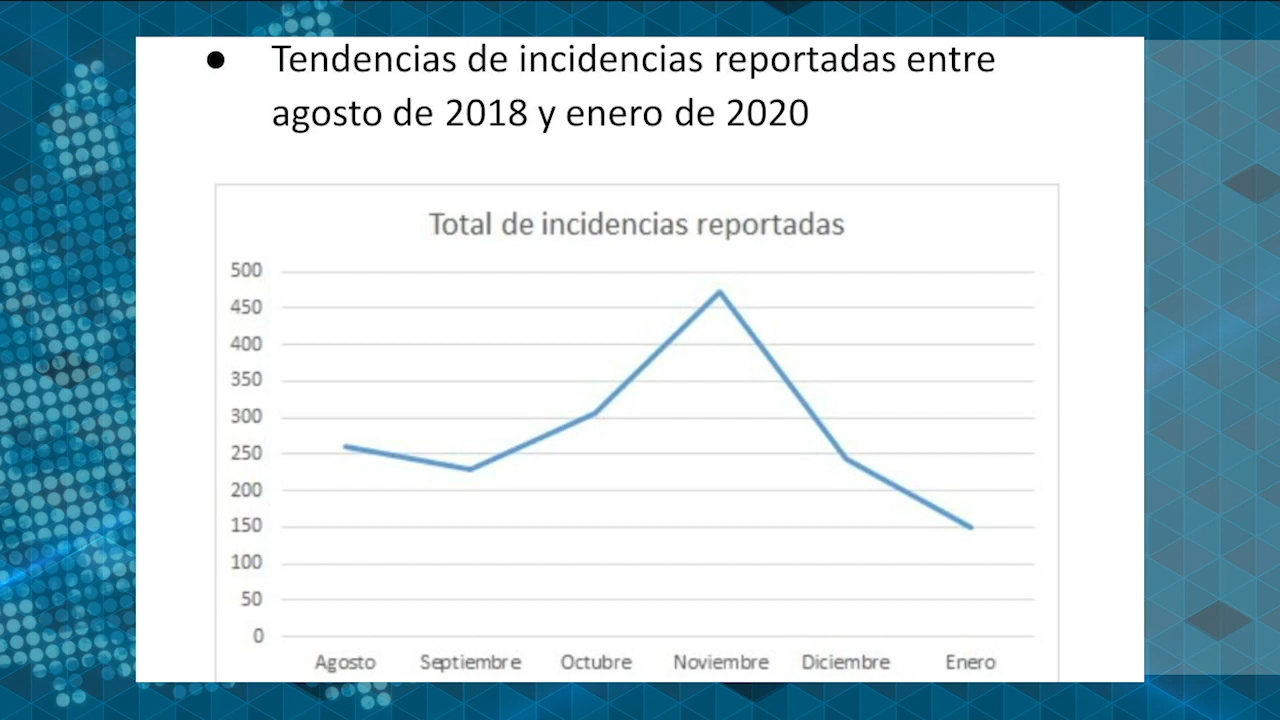 ● Tendencias de incidencias reportadas entre
agosto de 2018 y enero de 2020
Total de incidencias reportadas
500
450
400
350
300
250
200
150
100
50
0
Agosto Septiembre Octubre Noviembre Diciembre Enero